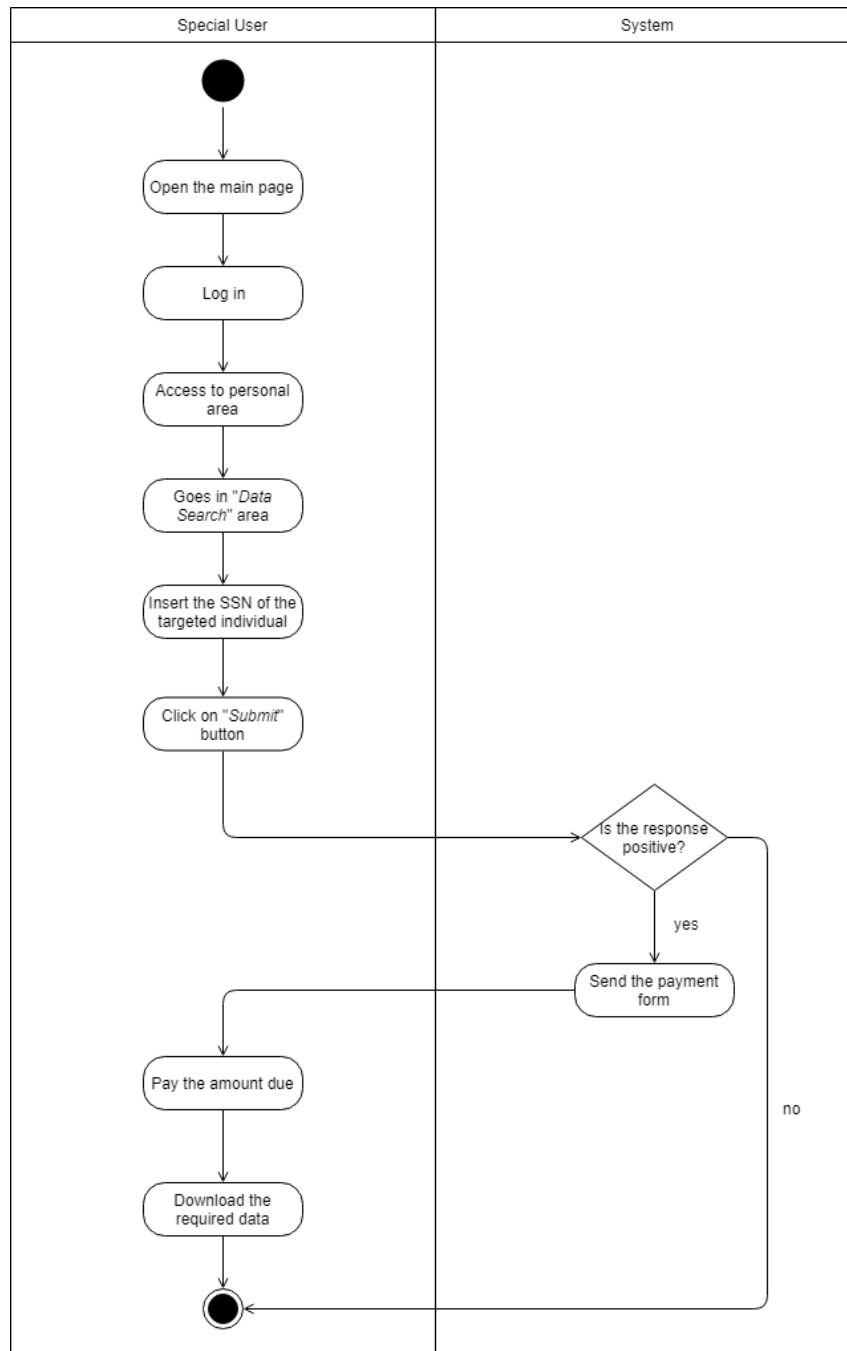 Special User
System
Open the main page
Log in
Access to personal
area
Goes in "Data
Search" area
Insert the SSN of the
targeted individual
Click on "Submit"
button
Is the response
positive?
yes
Send the payment
form
Pay the amount due
no
Download the
required data